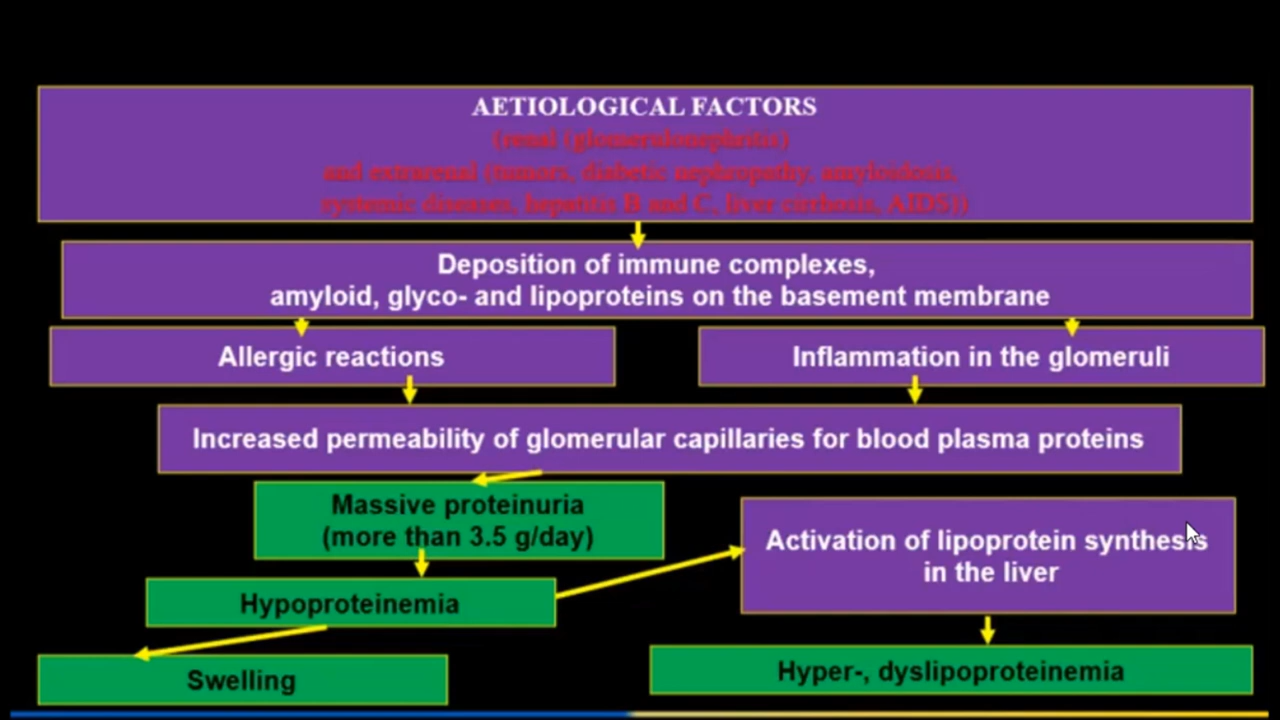 AETIOLOGICAL FACTORS
(renal (glomerulonephritis)
and extrarenal (tumors, diabetic nephropathy, amyloidosis,
systemic diseases, hepatitis B and C, liver cirrhosis, AIDS))
Deposition of immune complexes,
amyloid, glyco- and lipoproteins on the basement membrane
Allergic reactions
Inflammation in the glomeruli
Increased permeability of glomerular capillaries for blood plasma proteins
Massive proteinuria
(more than 3.5 g/day)
Activation of lipoprotein synthesis
in the liver
Hypoproteinemia
Swelling
Hyper-, dyslipoproteinemia